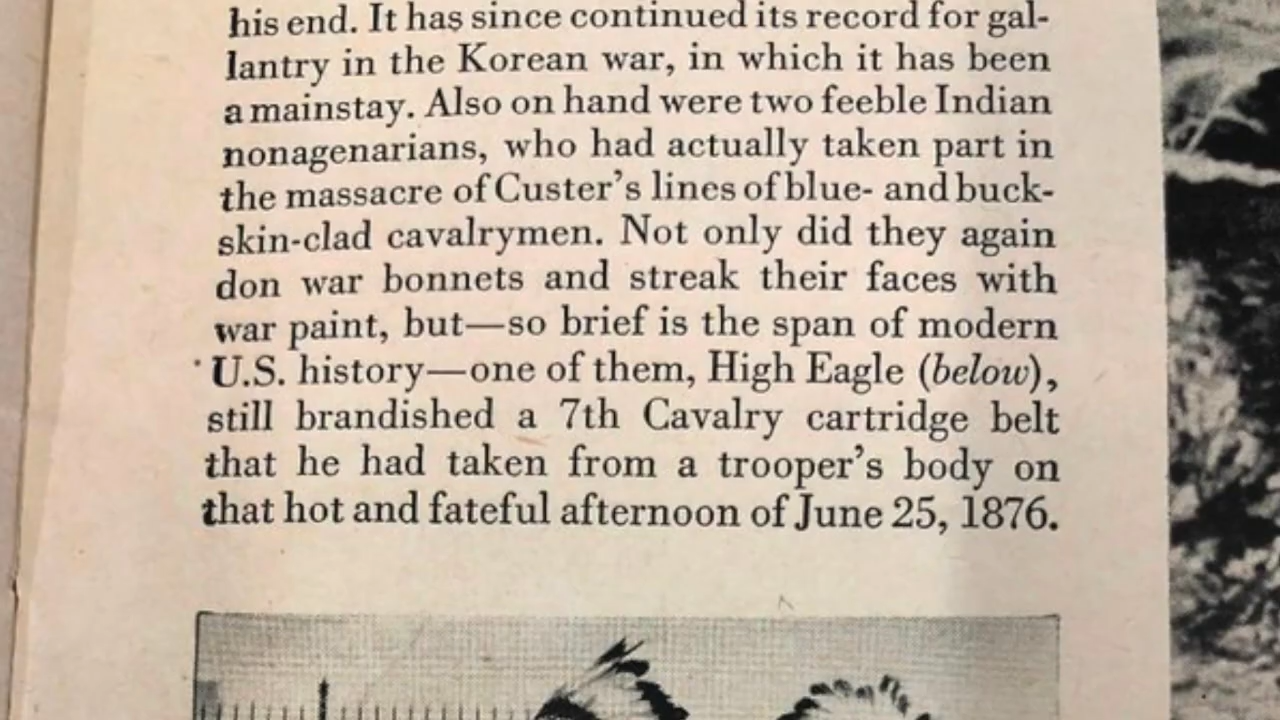 his end. It has since continued its record for gal-
lantry in the Korean war, in which it has been
a mainstay. Also on hand were two feeble Indian
nonagenarians, who had actually taken part in
the massacre of Custer's lines of blue- and buck-
skin-clad cavalrymen. Not only did they again
don war bonnets and streak their faces with
war paint, but—so brief is the span of modern
U.S. history—one of them, High Eagle (below),
still brandished a 7th Cavalry cartridge belt
that he had taken from a trooper's body on
that hot and fateful afternoon of June 25, 1876.